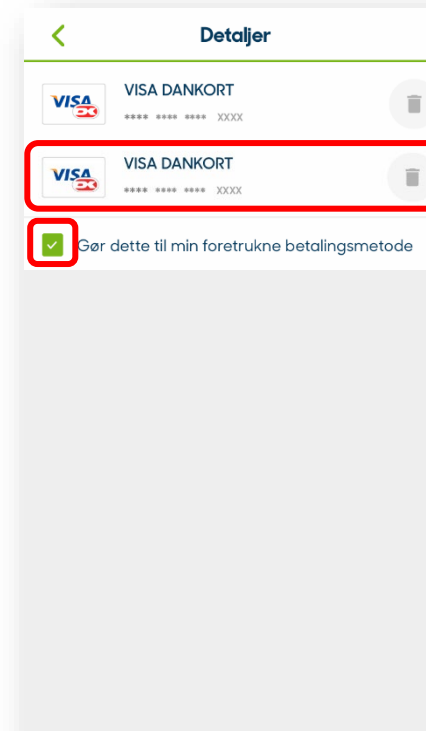 Detaljer
VISA DANKORT
VISA
**** **** **** XXXX
VISA DANKORT
VISA
**** **** **** XXXX
Gør dette til min foretrukne betalingsmetode